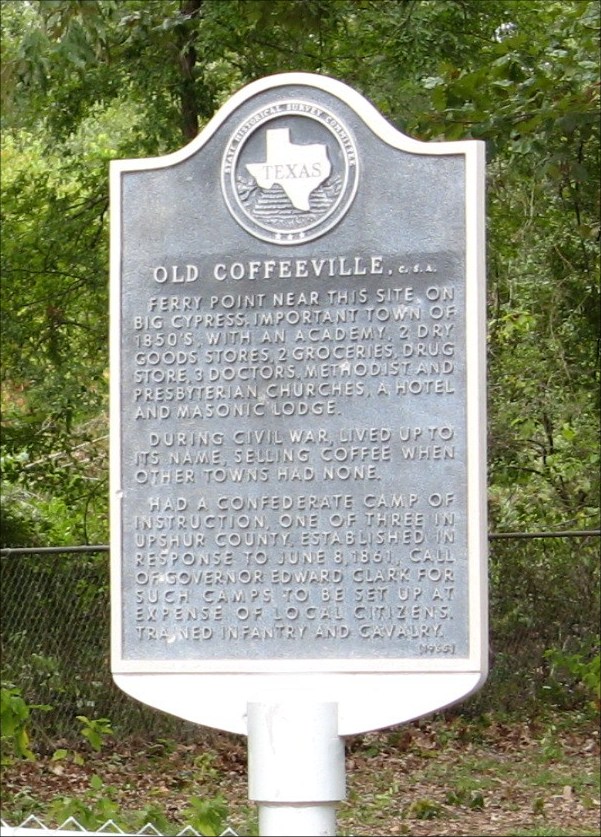 STATE HISTORICAL SURVEY COMMITTEE
TEXAS
OLD COFFEEVILLE, C. S. A.
FERRY POINT NEAR THIS SITE, ON
BIG CYPRESS. IMPORTANT TOWN OF
1850'S, WITH AN ACADEMY, 2 DRY
GOODS STORES, 2 GROCERIES, DRUG
STORE, 3 DOCTORS, METHODIST AND
PRESBYTERIAN CHURCHES, A HOTEL
AND MASONIC LODGE.
DURING CIVIL WAR, LIVED UP TO
ITS NAME, SELLING COFFEE WHEN
OTHER TOWNS HAD NONE.
HAD A CONFEDERATE CAMP OF
INSTRUCTION, ONE OF THREE IN
UPSHUR COUNTY, ESTABLISHED IN
RESPONSE TO JUNE 8, 1861, CALL
OF GOVERNOR EDWARD CLARK FOR
SUCH CAMPS TO BE SET UP AT
EXPENSE OF LOCAL CITIZENS.
TRAINED INFANTRY AND CAVALRY.